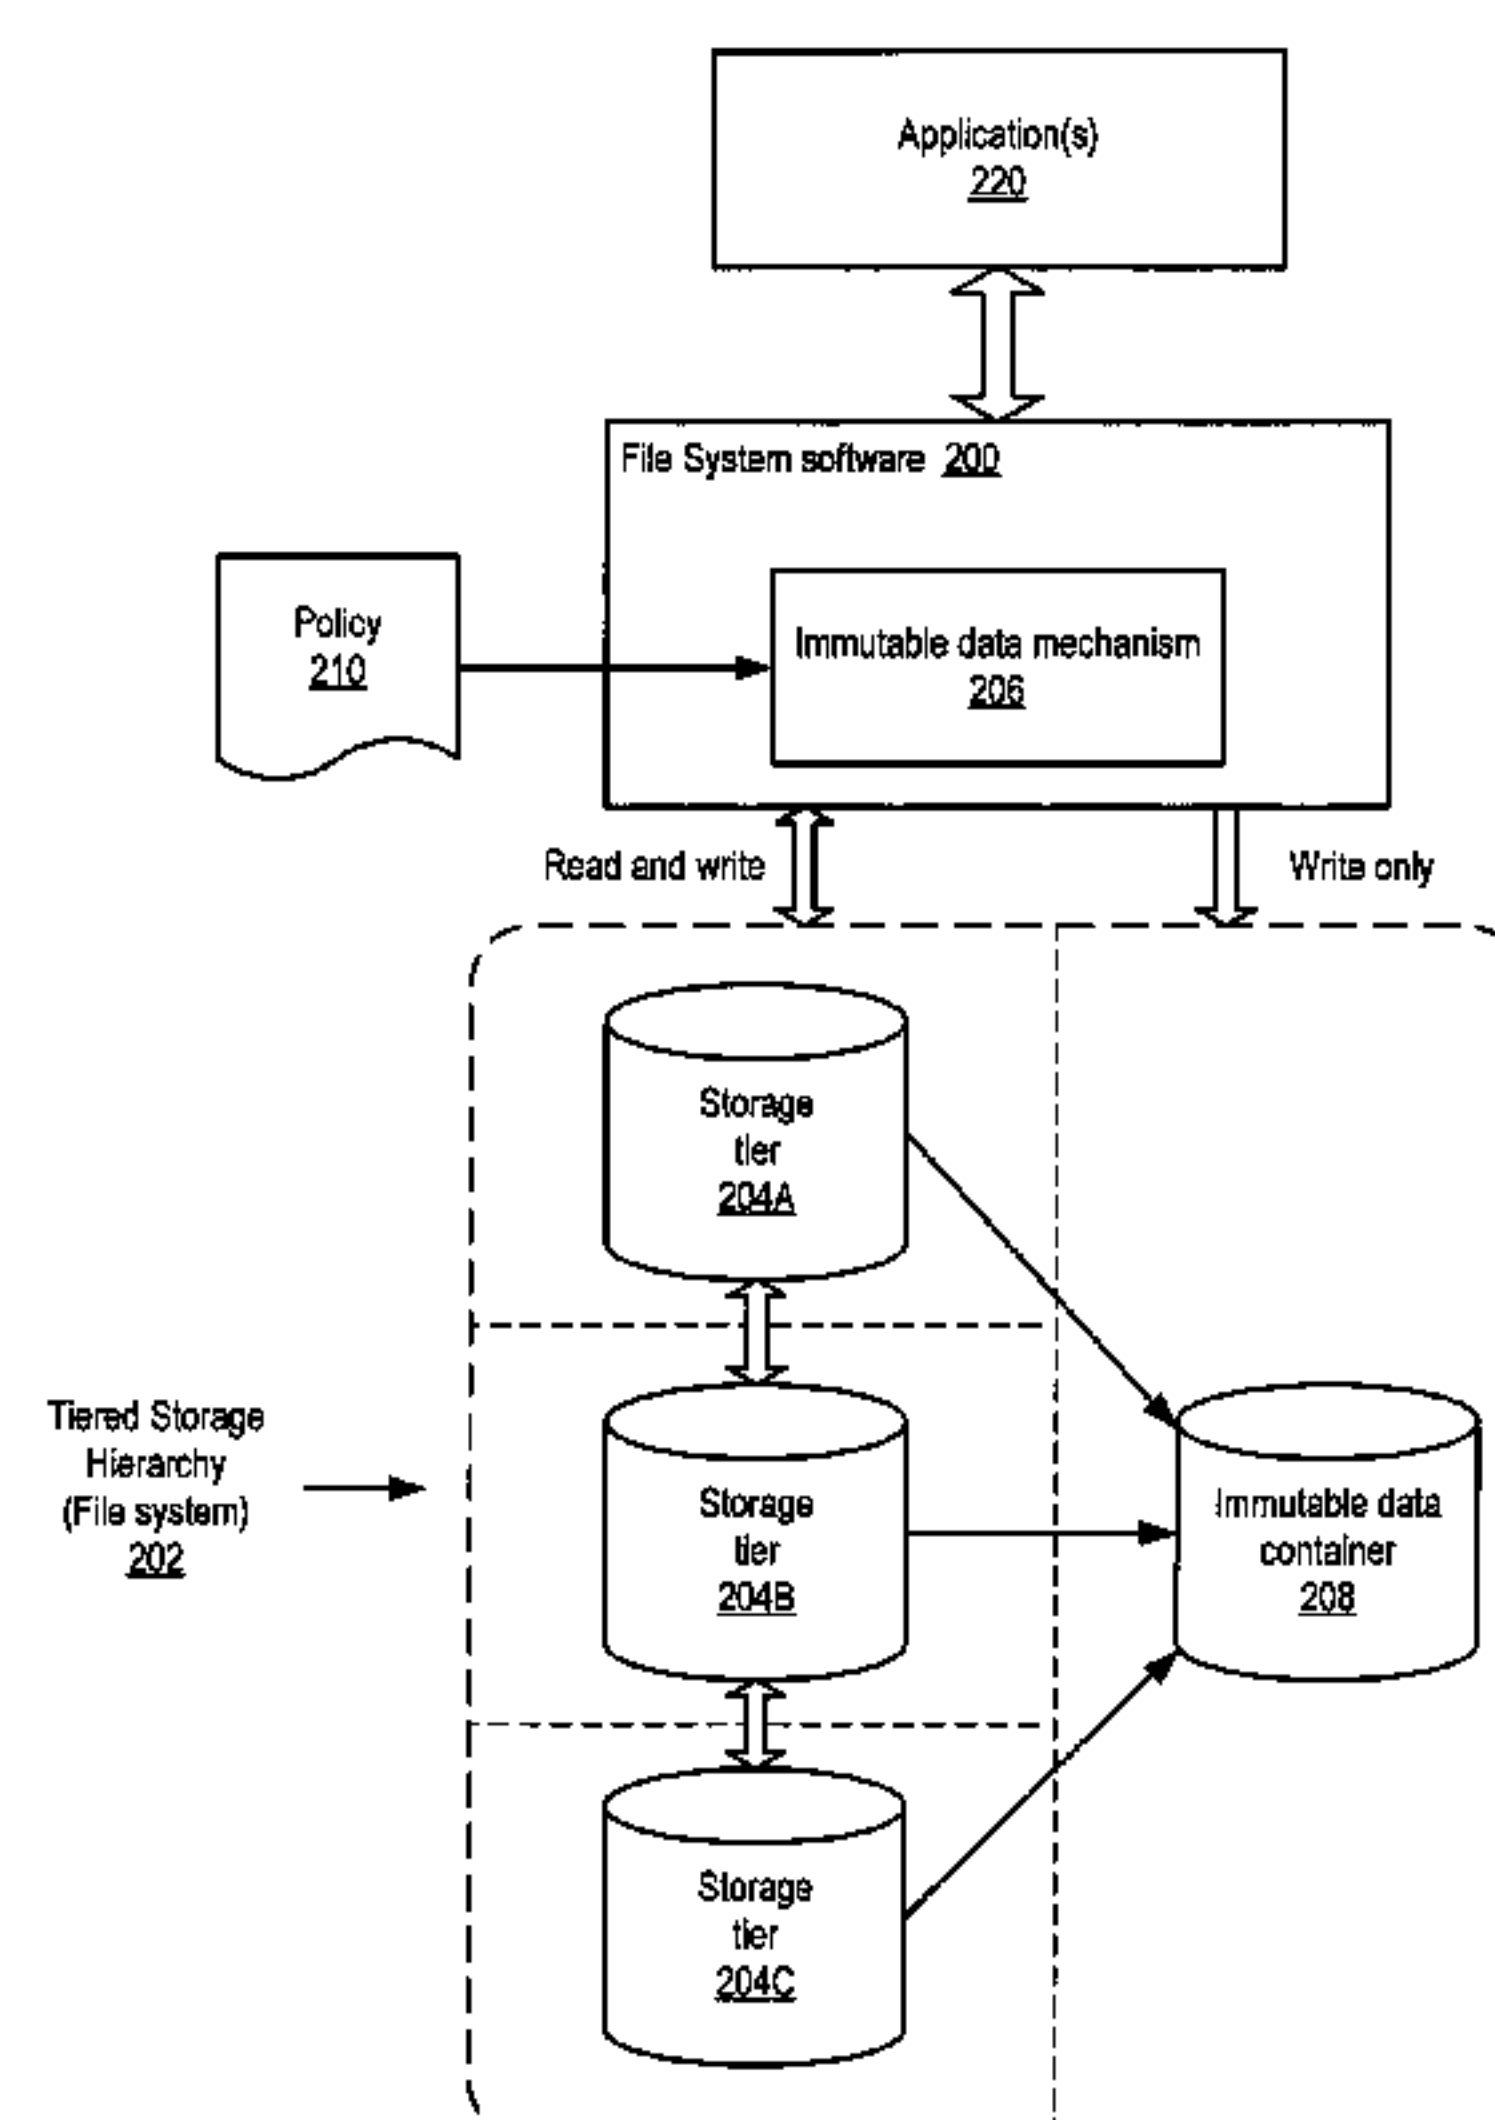 Application(s)
220
File System software 200
Policy
210
Immutable data mechanism
206
Read and write
Write only
Storage
tier
204A
Tiered Storage
Hierarchy
(File system)
202
Storage
tier
204B
Immutable data
container
208
Storage
tier
204C